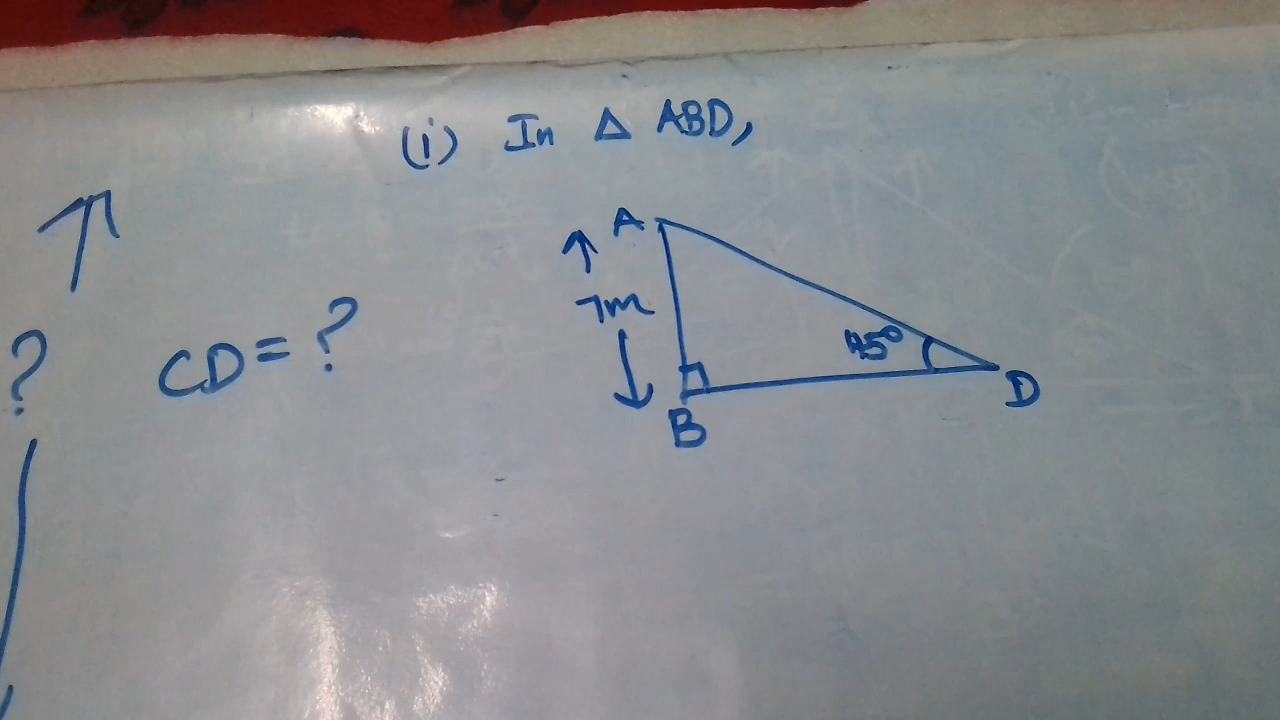 (i) In Δ ABD,
A
7m
45°
? CD = ?
B
D